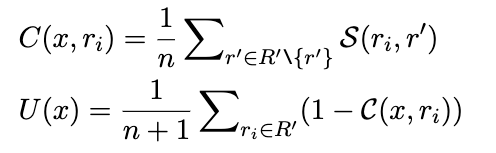 C(x, r_i) = \frac{1}{n} \sum_{r' \in R' \setminus \{r'\}} \mathcal{S}(r_i, r')
U(x) = \frac{1}{n+1} \sum_{r_i \in R'} (1 - \mathcal{C}(x, r_i))